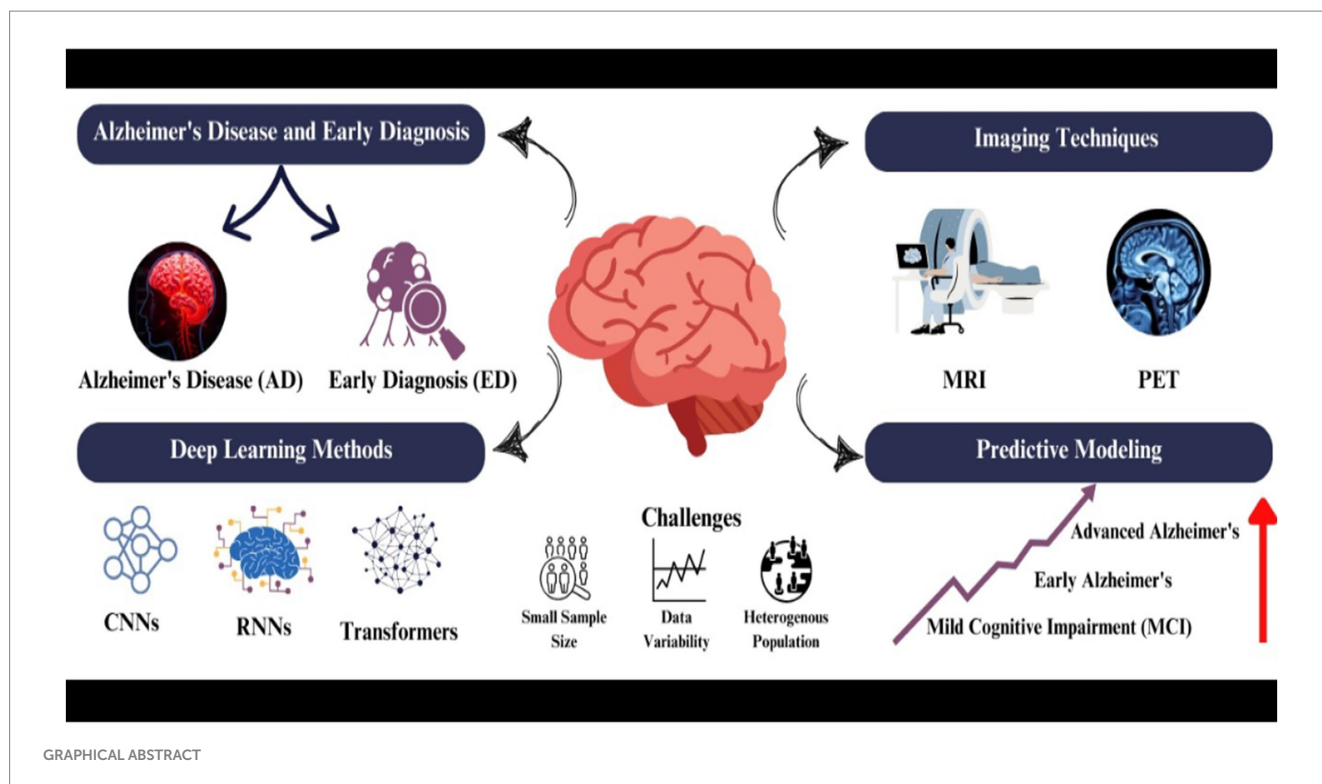 Alzheimer's Disease and Early Diagnosis
Alzheimer's Disease (AD)
Early Diagnosis (ED)
Imaging Techniques
MRI
PET
Deep Learning Methods
CNNs
RNNs
Transformers
Challenges
Small Sample
Size
Data
Variability
Heterogenous
Population
Predictive Modeling
Advanced Alzheimer's
Early Alzheimer's
Mild Cognitive Impairment (MCI)
GRAPHICAL ABSTRACT